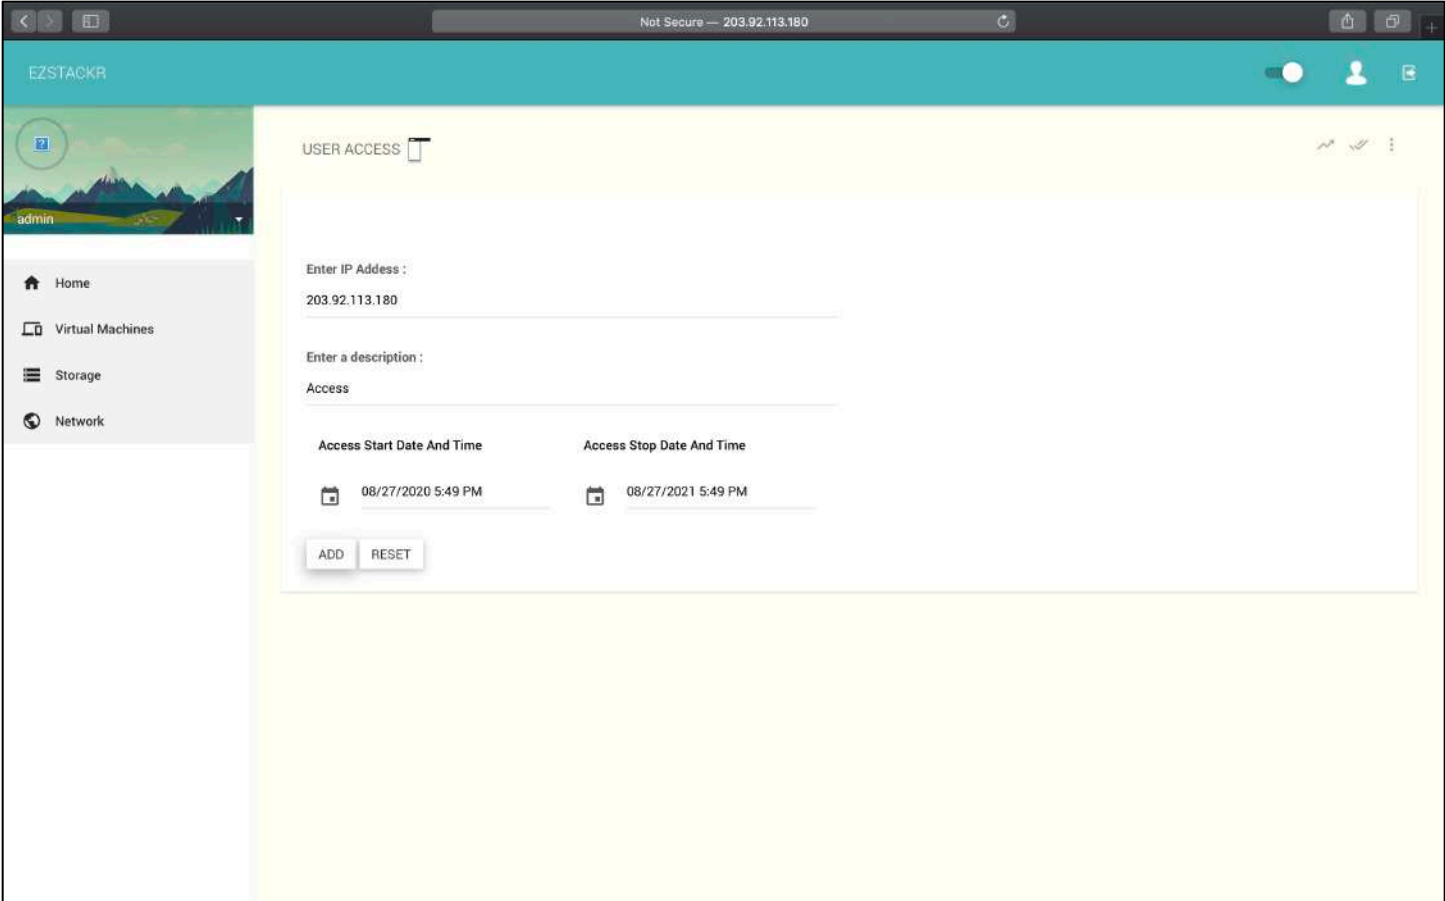 Not Secure — 203.92.113.180
EZSTACKR
admin
Home
Virtual Machines
Storage
Network
USER ACCESS
Enter IP Addess :
203.92.113.180
Enter a description :
Access
Access Start Date And Time
Access Stop Date And Time
08/27/2020 5:49 PM
08/27/2021 5:49 PM
ADD
RESET